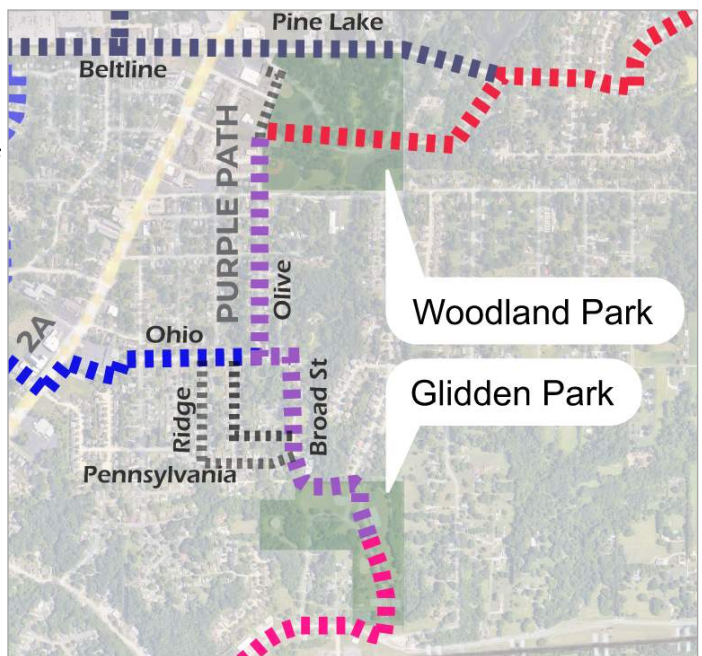 Pine Lake
Beltline
PURPLE PATH
Olive
Woodland Park
2A
Ohio
Glidden Park
Ridge
Broad St
Pennsylvania